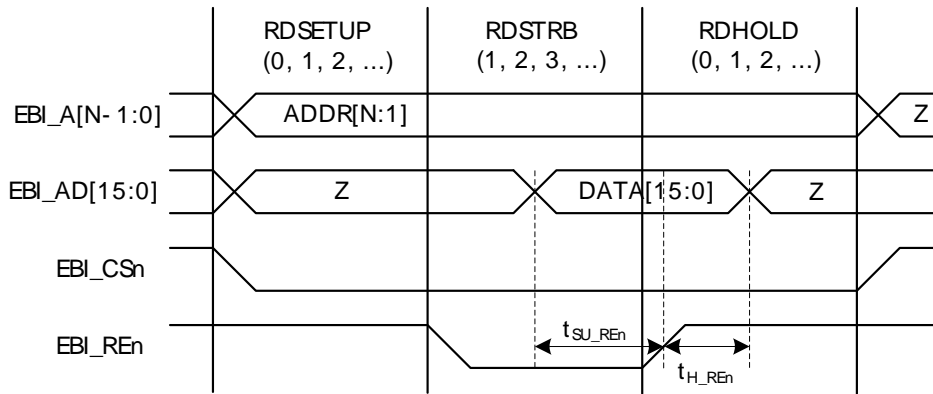 RDSETUP
(0, 1, 2, ...)
RDSTRB
(1, 2, 3, ...)
RDHOLD
(0, 1, 2, ...)
EBI_A[N-1:0]
ADDR[N:1]
Z
EBI_AD[15:0]
Z
DATA[15:0]
Z
EBI_CSn
EBI_REn
tSU_REn
tH_REn